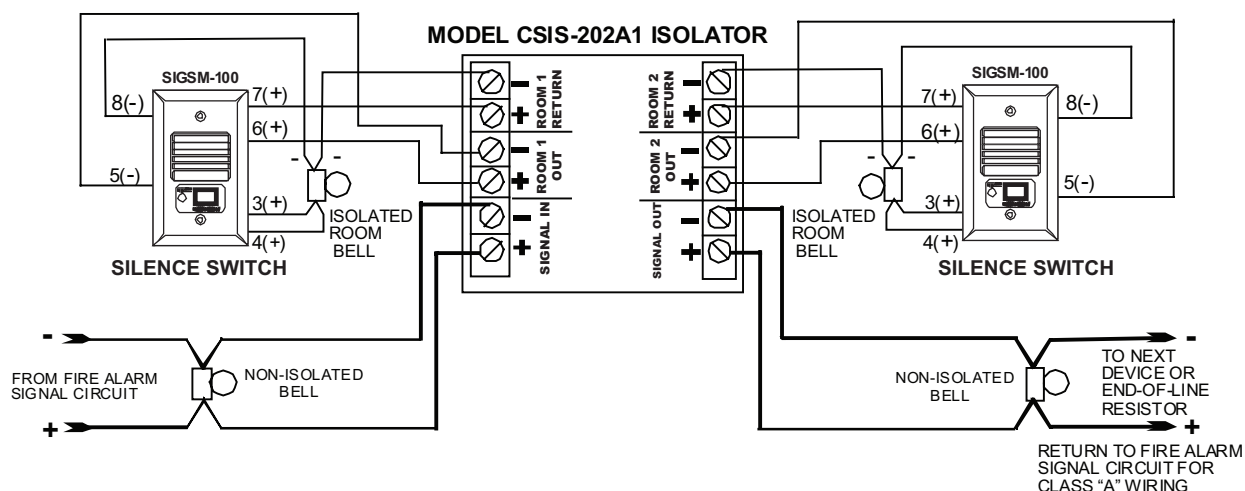 MODEL CSIS-202A1 ISOLATOR
SIGSM-100
8(-)
7(+)
6(+)
5(-)
3(+)
4(+)
- -
ISOLATED
ROOM
BELL
SILENCE SWITCH
- ROOM 1
+ RETURN
- ROOM 1
+ OUT
- SIGNAL IN
+
ROOM 2 -
RETURN +
ROOM 2 -
OUT +
SIGNAL OUT -
+
SIGSM-100
7(+)
8(-)
6(+)
5(-)
3(+)
4(+)
- -
ISOLATED
ROOM
BELL
SILENCE SWITCH
-
FROM FIRE ALARM
SIGNAL CIRCUIT
+
NON-ISOLATED
BELL
NON-ISOLATED
BELL
-
TO NEXT
DEVICE OR
END-OF-LINE
RESISTOR
+
RETURN TO FIRE ALARM
SIGNAL CIRCUIT FOR
CLASS "A" WIRING